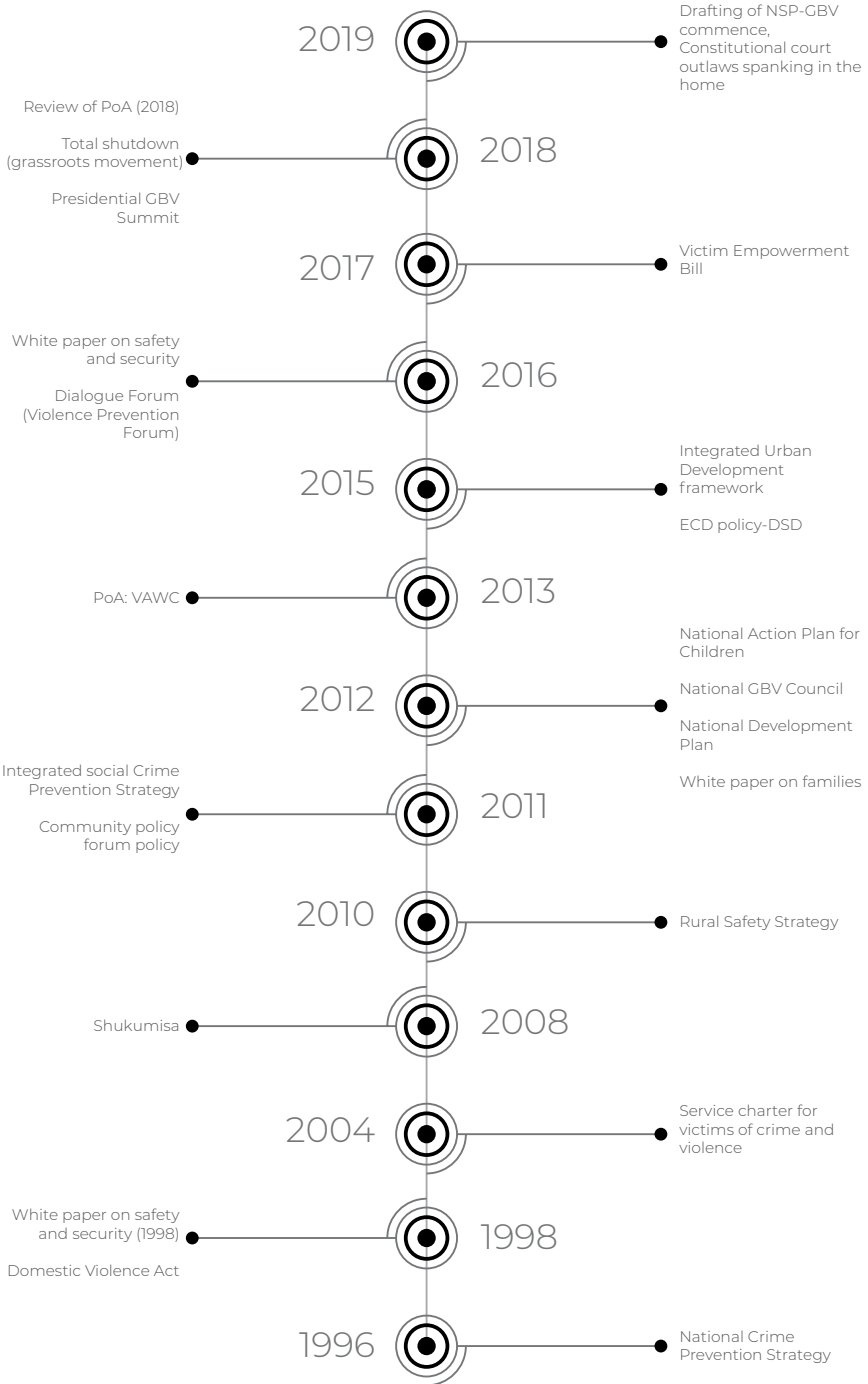 2019
Drafting of NSP-GBV
commence,
Constitutional court
outlaws spanking in the
home
Review of PoA (2018)
Total shutdown
(grassroots movement)
Presidential GBV
Summit
2018
2017
Victim Empowerment
Bill
White paper on safety
and security
Dialogue Forum
(Violence Prevention
Forum)
2016
2015
Integrated Urban
Development
framework
ECD policy-DSD
PoA: VAWC
2013
2012
National Action Plan for
Children
National GBV Council
National Development
Plan
White paper on families
Integrated social Crime
Prevention Strategy
Community policy
forum policy
2011
2010
Rural Safety Strategy
Shukumisa
2008
2004
Service charter for
victims of crime and
violence
White paper on safety
and security (1998)
Domestic Violence Act
1998
1996
National Crime
Prevention Strategy